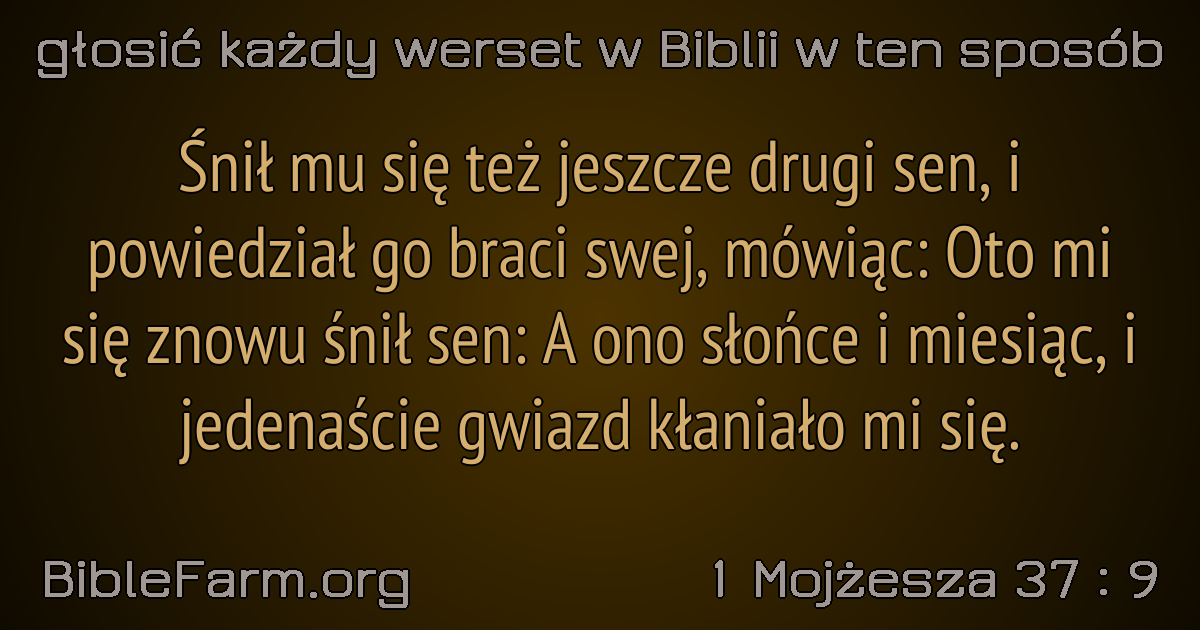 głosić każdy werset w Biblii w ten sposób
Śnił mu się też jeszcze drugi sen, i
powiedział go braci swej, mówiąc: Oto mi
się znowu śnił sen: A ono słońce i miesiąc, i
jedenaście gwiazd kłaniało mi się.
BibleFarm.org
1 Mojżesza 37 : 9